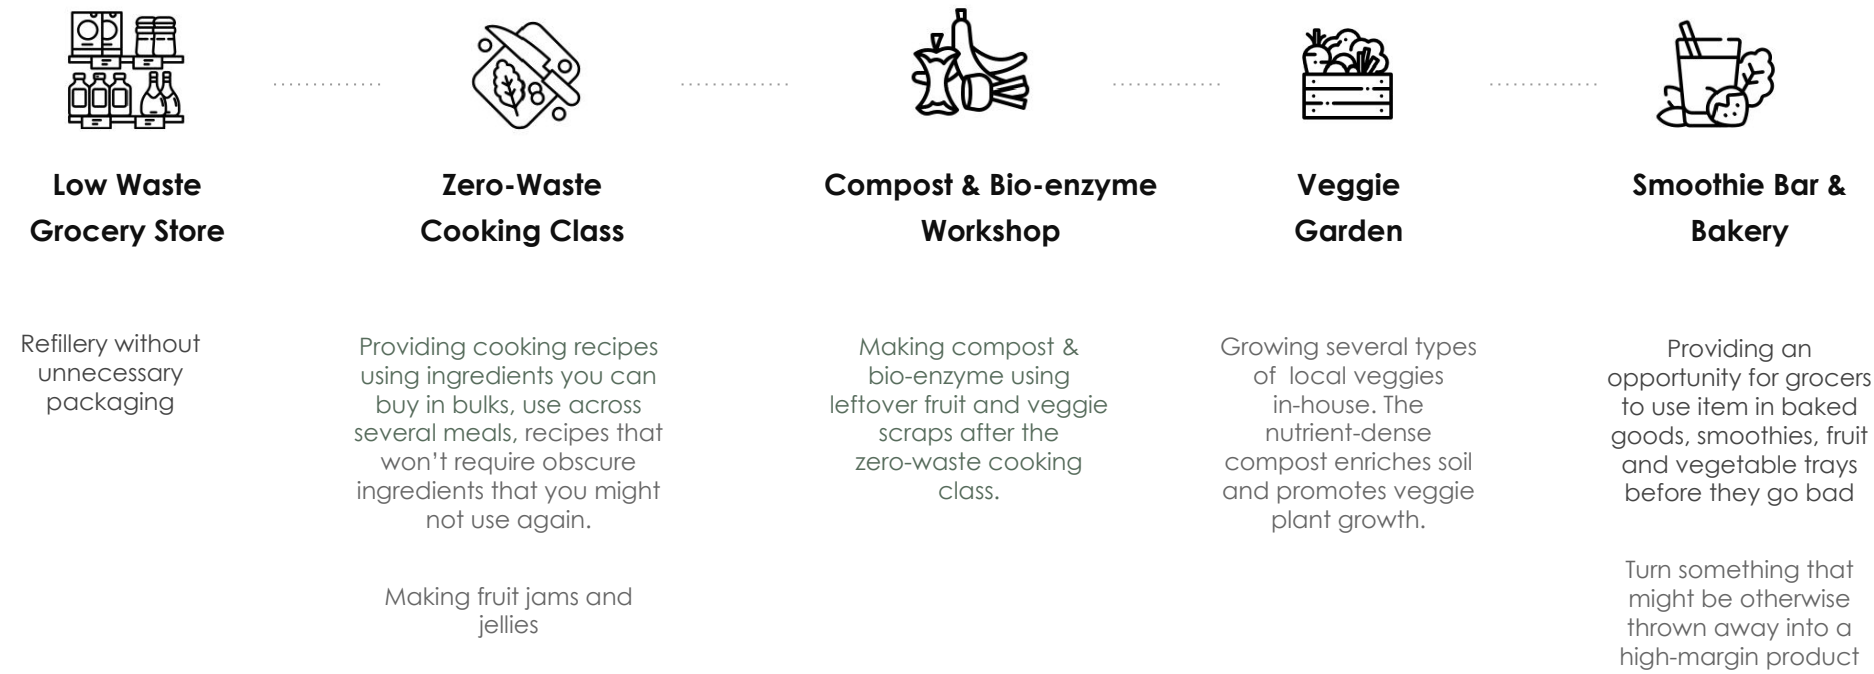 Low Waste
Grocery Store
Refillery without
unnecessary
packaging
Zero-Waste
Cooking Class
Providing cooking recipes
using ingredients you can
buy in bulks, use across
several meals, recipes that
won't require obscure
ingredients that you might
not use again.
Making fruit jams and
jellies
Compost & Bio-enzyme
Workshop
Making compost &
bio-enzyme using
leftover fruit and veggie
scraps after the
zero-waste cooking
class.
Veggie
Garden
Growing several types
of  local veggies
in-house. The
nutrient-dense
compost enriches soil
and promotes veggie
plant growth.
Smoothie Bar &
Bakery
Providing an
opportunity for grocers
to use item in baked
goods, smoothies, fruit
and vegetable trays
before they go bad
Turn something that
might be otherwise
thrown away into a
high-margin product